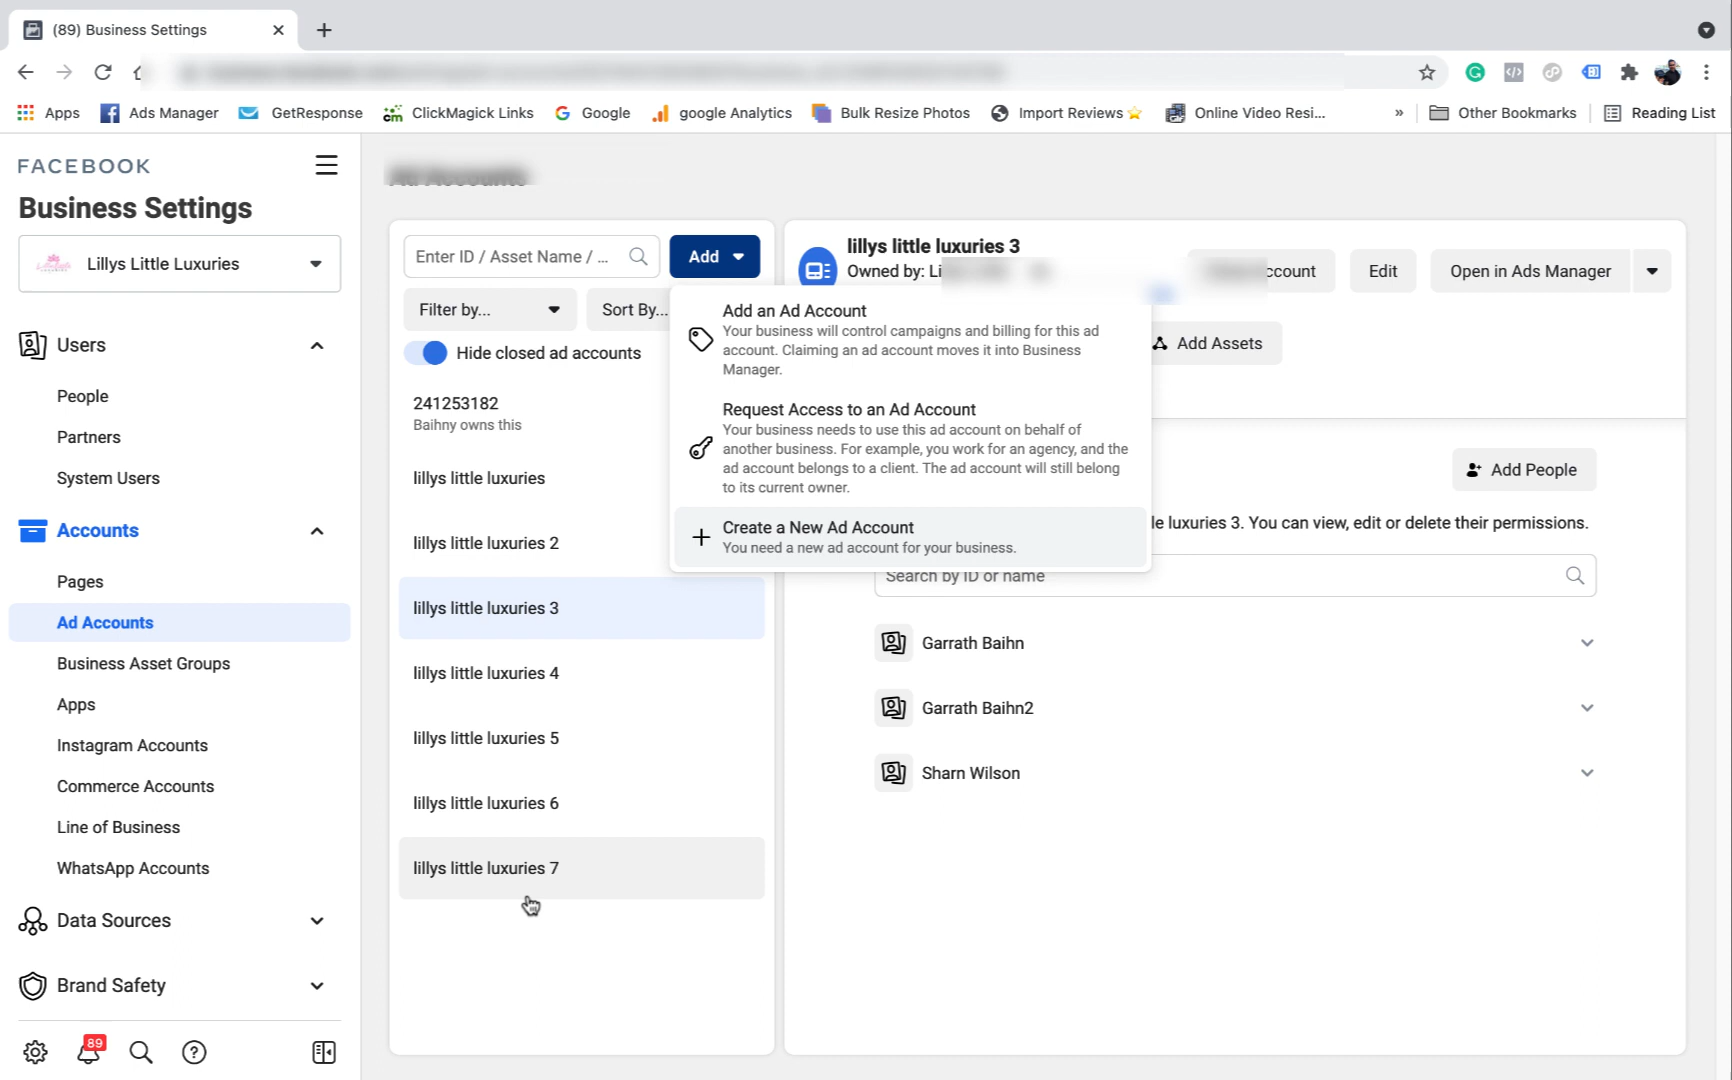 (89) Business Settings
Apps
Ads Manager
GetResponse
ClickMagick Links
Google
google Analytics
Bulk Resize Photos
Import Reviews
Online Video Resi...
»
Other Bookmarks
Reading List
FACEBOOK
Business Settings
Lillys Little Luxuries
Users
People
Partners
System Users
Accounts
Pages
Ad Accounts
Business Asset Groups
Apps
Instagram Accounts
Commerce Accounts
Line of Business
WhatsApp Accounts
Data Sources
Brand Safety
89
Enter ID / Asset Name / ...
Add
Filter by...
Sort By...
Hide closed ad accounts
241253182
Baihny owns this
lillys little luxuries
lillys little luxuries 2
lillys little luxuries 3
lillys little luxuries 4
lillys little luxuries 5
lillys little luxuries 6
lillys little luxuries 7
Add an Ad Account
Your business will control campaigns and billing for this ad
account. Claiming an ad account moves it into Business
Manager.
Request Access to an Ad Account
Your business needs to use this ad account on behalf of
another business. For example, you work for an agency, and the
ad account belongs to a client. The ad account will still belong
to its current owner.
Create a New Ad Account
You need a new ad account for your business.
lillys little luxuries 3
Owned by: Li
ccount
Edit
Open in Ads Manager
Add Assets
Add People
le luxuries 3. You can view, edit or delete their permissions.
Search by ID or name
Garrath Baihn
Garrath Baihn2
Sharn Wilson